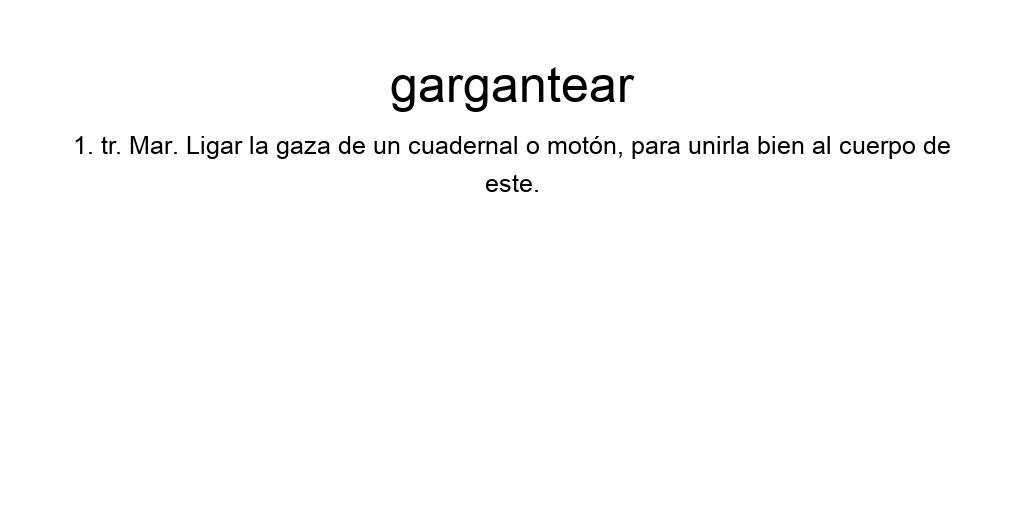 gargantear
1. tr. Mar. Ligar la gaza de un cuadernal o motón, para unirla bien al cuerpo de
este.